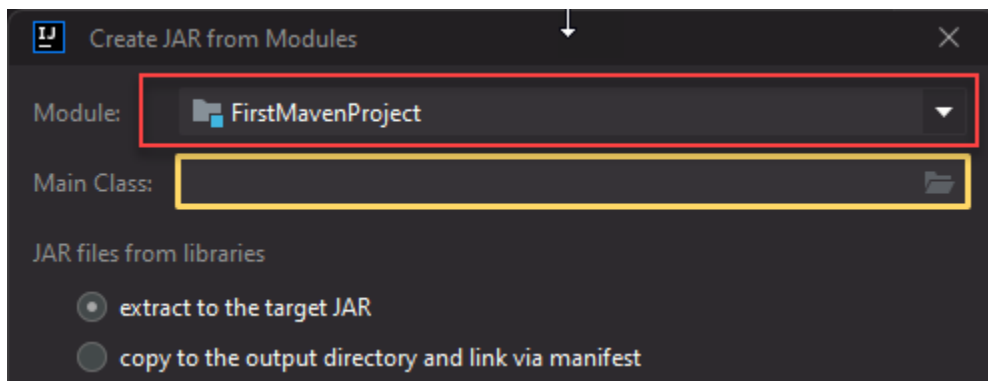 IJ Create JAR from Modules
Module: FirstMavenProject
Main Class:
JAR files from libraries
extract to the target JAR
copy to the output directory and link via manifest